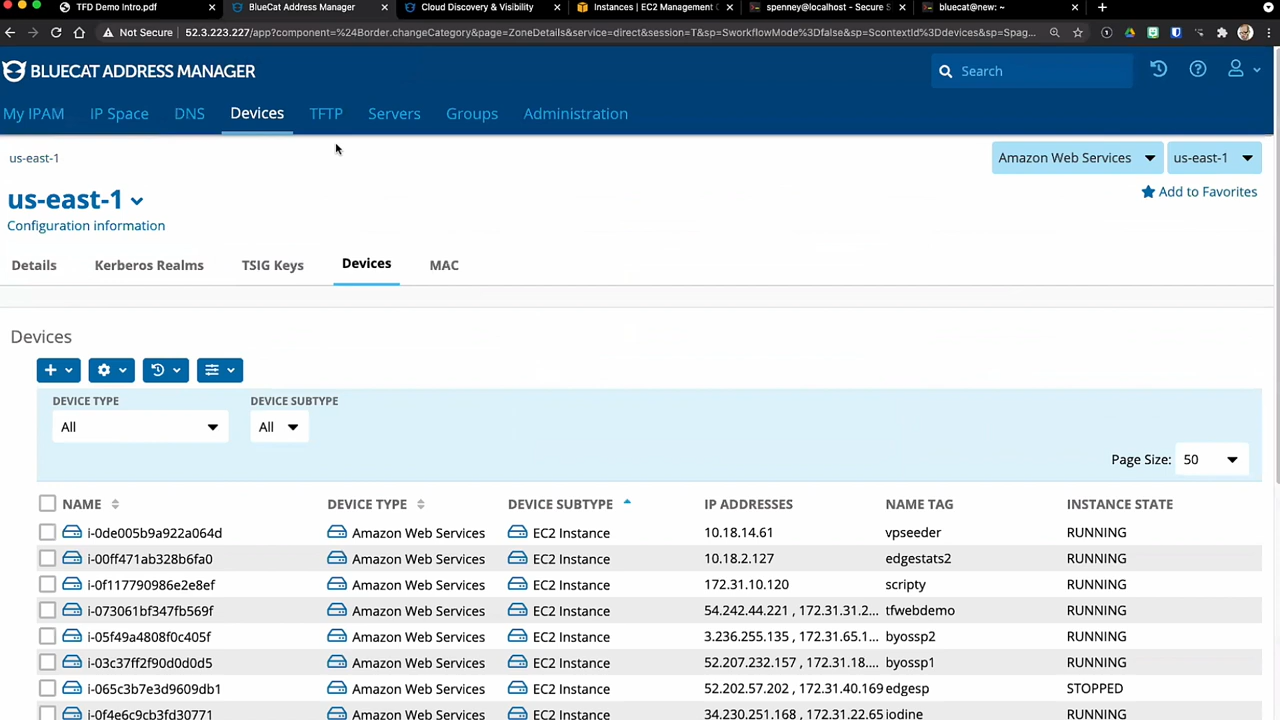 TFD Demo Intro.pdf × BlueCat Address Manager × Cloud Discovery & Visibility × Instances | EC2 Management C × spenney@localhost - Secure S × bluecat@new: ~ × +
Not Secure 52.3.223.227/app?component=%24Border.changeCategory&page=ZoneDetails&service=direct&session=T&sp=SworkflowMode%3Dfalse&sp=ScontextId%3Ddevices&sp=Spag...
BLUECAT ADDRESS MANAGER Search
My IPAM IP Space DNS Devices TFTP Servers Groups Administration
us-east-1 Amazon Web Services us-east-1
us-east-1 Add to Favorites
Configuration information
Details Kerberos Realms TSIG Keys Devices MAC
Devices
DEVICE TYPE DEVICE SUBTYPE
All All
Page Size: 50
NAME DEVICE TYPE DEVICE SUBTYPE IP ADDRESSES NAME TAG INSTANCE STATE
i-0de005b9a922a064d Amazon Web Services EC2 Instance 10.18.14.61 vpseeder RUNNING
i-00ff471ab328b6fa0 Amazon Web Services EC2 Instance 10.18.2.127 edgestats2 RUNNING
i-0f117790986e2e8ef Amazon Web Services EC2 Instance 172.31.10.120 scripty RUNNING
i-073061bf347fb569f Amazon Web Services EC2 Instance 54.242.44.221 , 172.31.31.2... tfwebdemo RUNNING
i-05f49a4808f0c405f Amazon Web Services EC2 Instance 3.236.255.135 , 172.31.65.1... byossp2 RUNNING
i-03c37ff2f90d0d0d5 Amazon Web Services EC2 Instance 52.207.232.157 , 172.31.18.... byossp1 RUNNING
i-065c3b7e3d9609db1 Amazon Web Services EC2 Instance 52.202.57.202 , 172.31.40.169 edgesp STOPPED
i-0f4e6c9cb3fd30771 Amazon Web Services EC2 Instance 34.230.251.168 , 172.31.22.65 iodine RUNNING